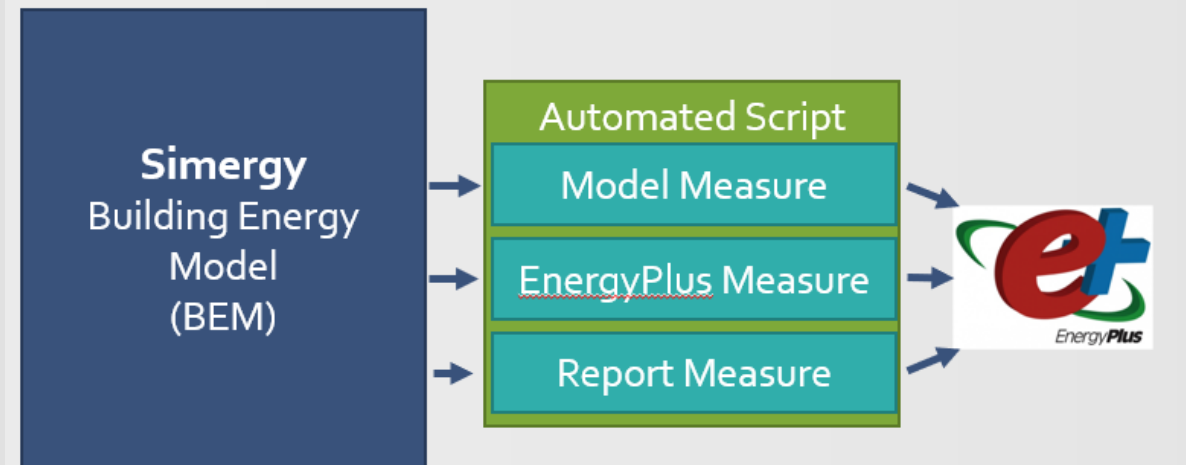 Simergy
Building Energy
Model
(BEM)
Automated Script
Model Measure
EnergyPlus Measure
Report Measure
e+
EnergyPlus